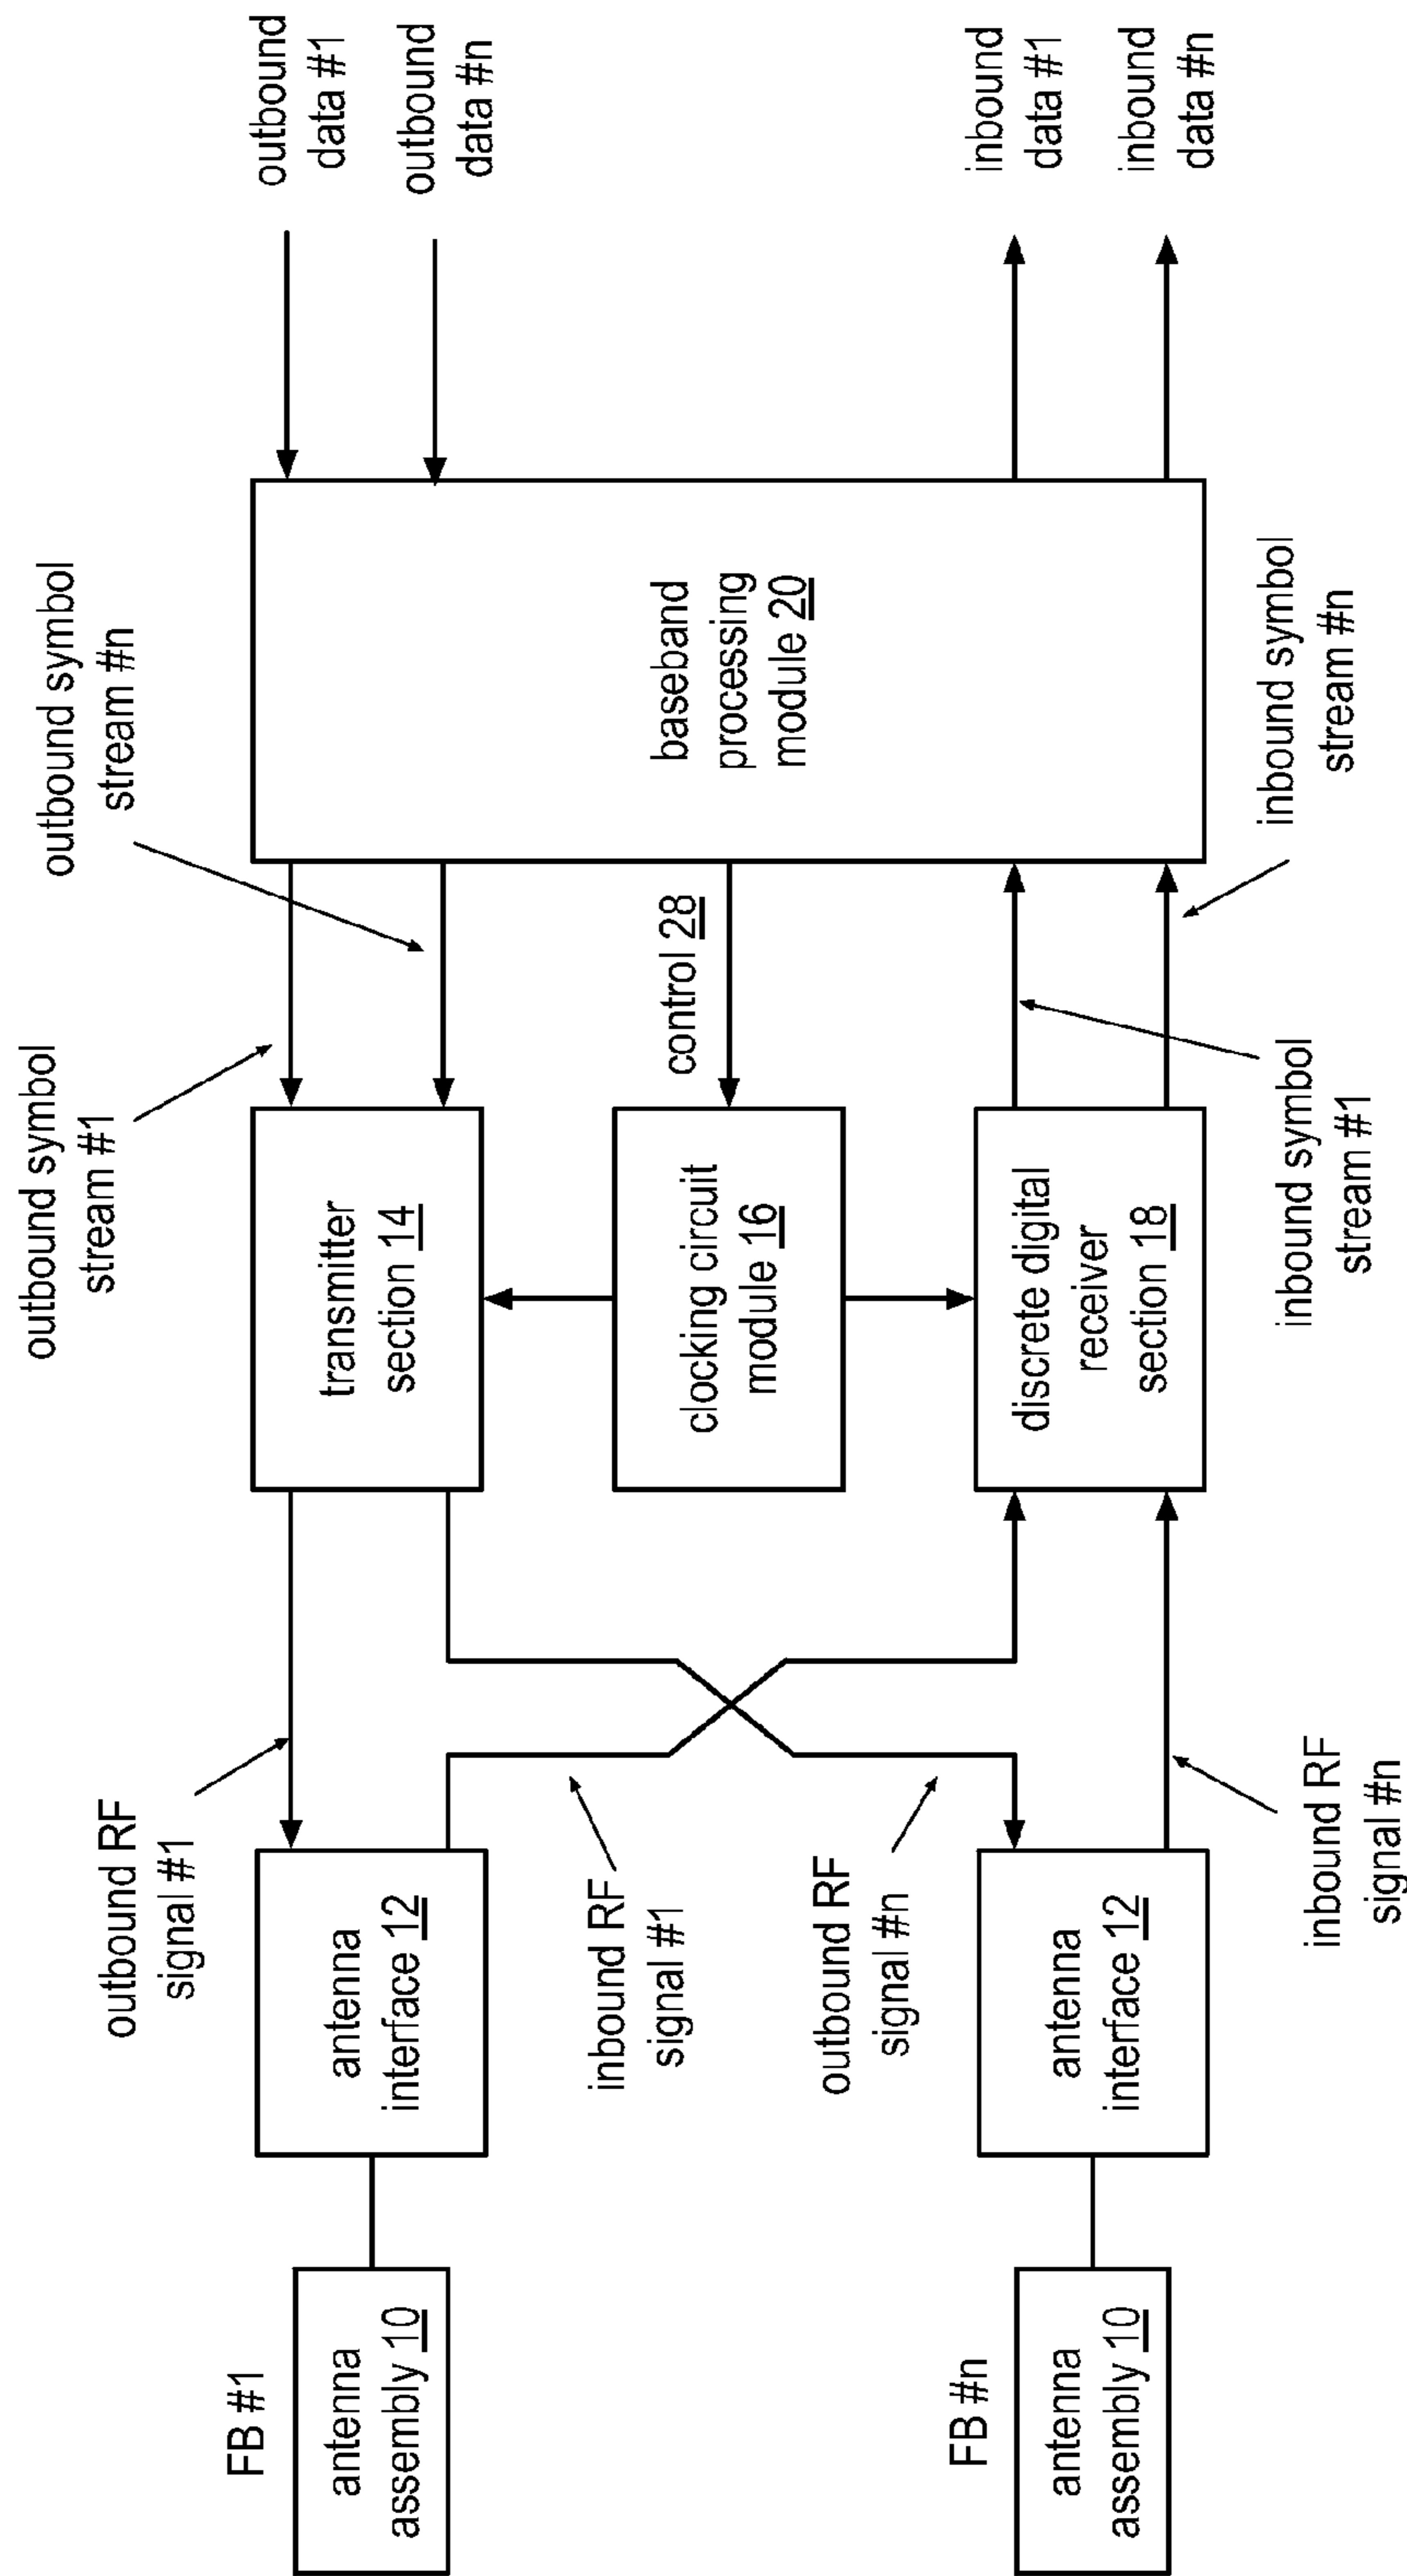 FB #1
antenna
assembly 10
antenna
interface 12
outbound RF
signal #1
inbound RF
signal #1
outbound RF
signal #n
FB #n
antenna
assembly 10
antenna
interface 12
inbound RF
signal #n
transmitter
section 14
clocking circuit
module 16
discrete digital
receiver
section 18
outbound symbol
stream #1
outbound symbol
stream #n
control 28
inbound symbol
stream #1
inbound symbol
stream #n
baseband
processing
module 20
outbound
data #1
outbound
data #n
inbound
data #1
inbound
data #n